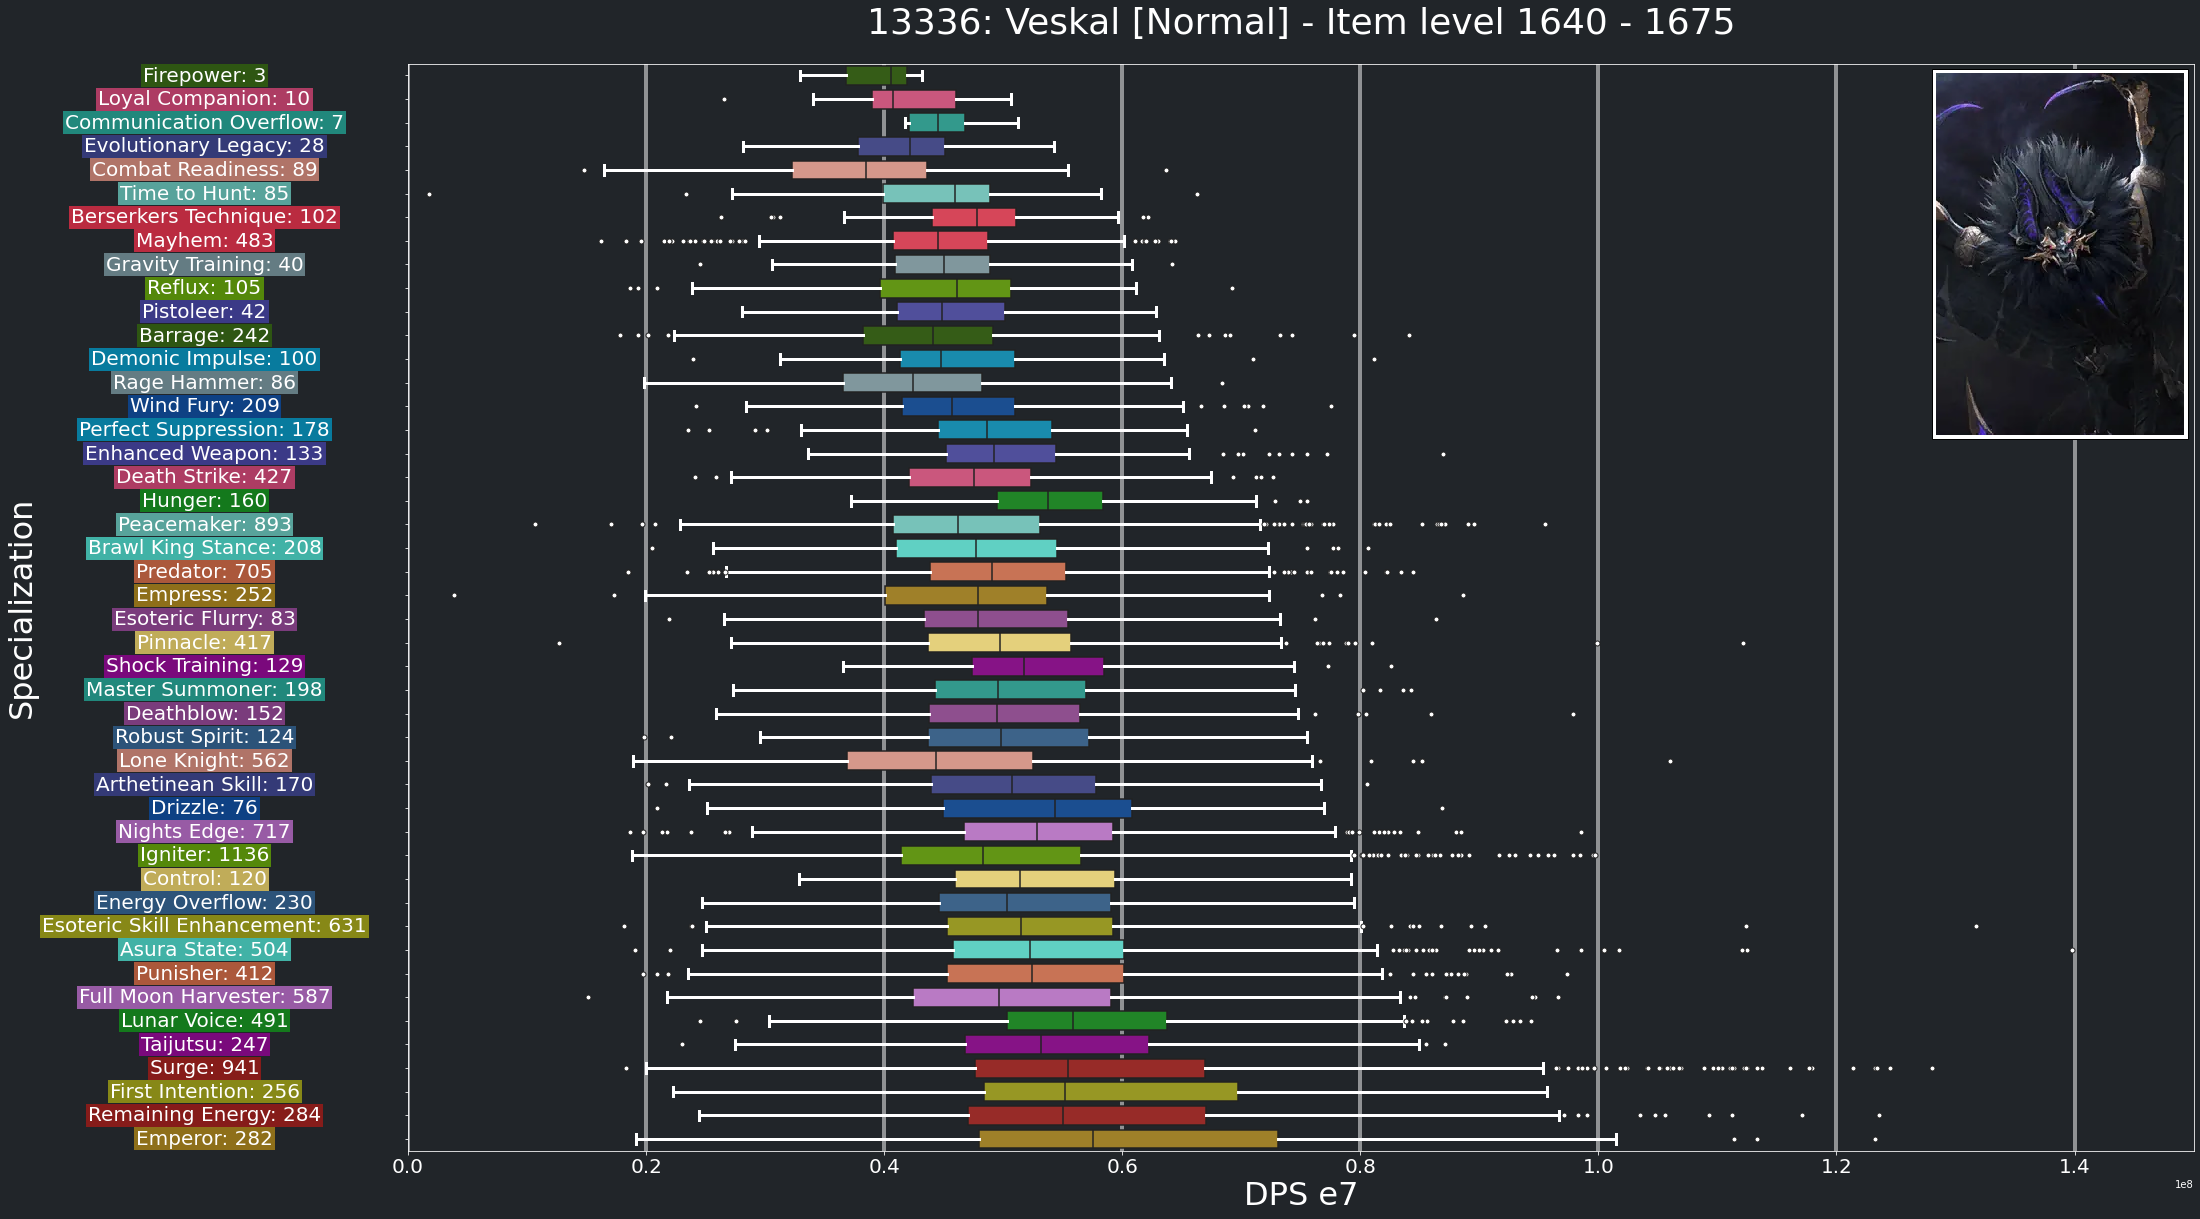 13336: Veskal [Normal] - Item level 1640 - 1675
Specialization
Firepower: 3
Loyal Companion: 10
Communication Overflow: 7
Evolutionary Legacy: 28
Combat Readiness: 89
Time to Hunt: 85
Berserkers Technique: 102
Mayhem: 483
Gravity Training: 40
Reflux: 105
Pistoleer: 42
Barrage: 242
Demonic Impulse: 100
Rage Hammer: 86
Wind Fury: 209
Perfect Suppression: 178
Enhanced Weapon: 133
Death Strike: 427
Hunger: 160
Peacemaker: 893
Brawl King Stance: 208
Predator: 705
Empress: 252
Esoteric Flurry: 83
Pinnacle: 417
Shock Training: 129
Master Summoner: 198
Deathblow: 152
Robust Spirit: 124
Lone Knight: 562
Arthetinean Skill: 170
Drizzle: 76
Nights Edge: 717
Igniter: 1136
Control: 120
Energy Overflow: 230
Esoteric Skill Enhancement: 631
Asura State: 504
Punisher: 412
Full Moon Harvester: 587
Lunar Voice: 491
Taijutsu: 247
Surge: 941
First Intention: 256
Remaining Energy: 284
Emperor: 282
0.0 0.2 0.4 0.6 0.8 1.0 1.2 1.4
1e8
DPS e7